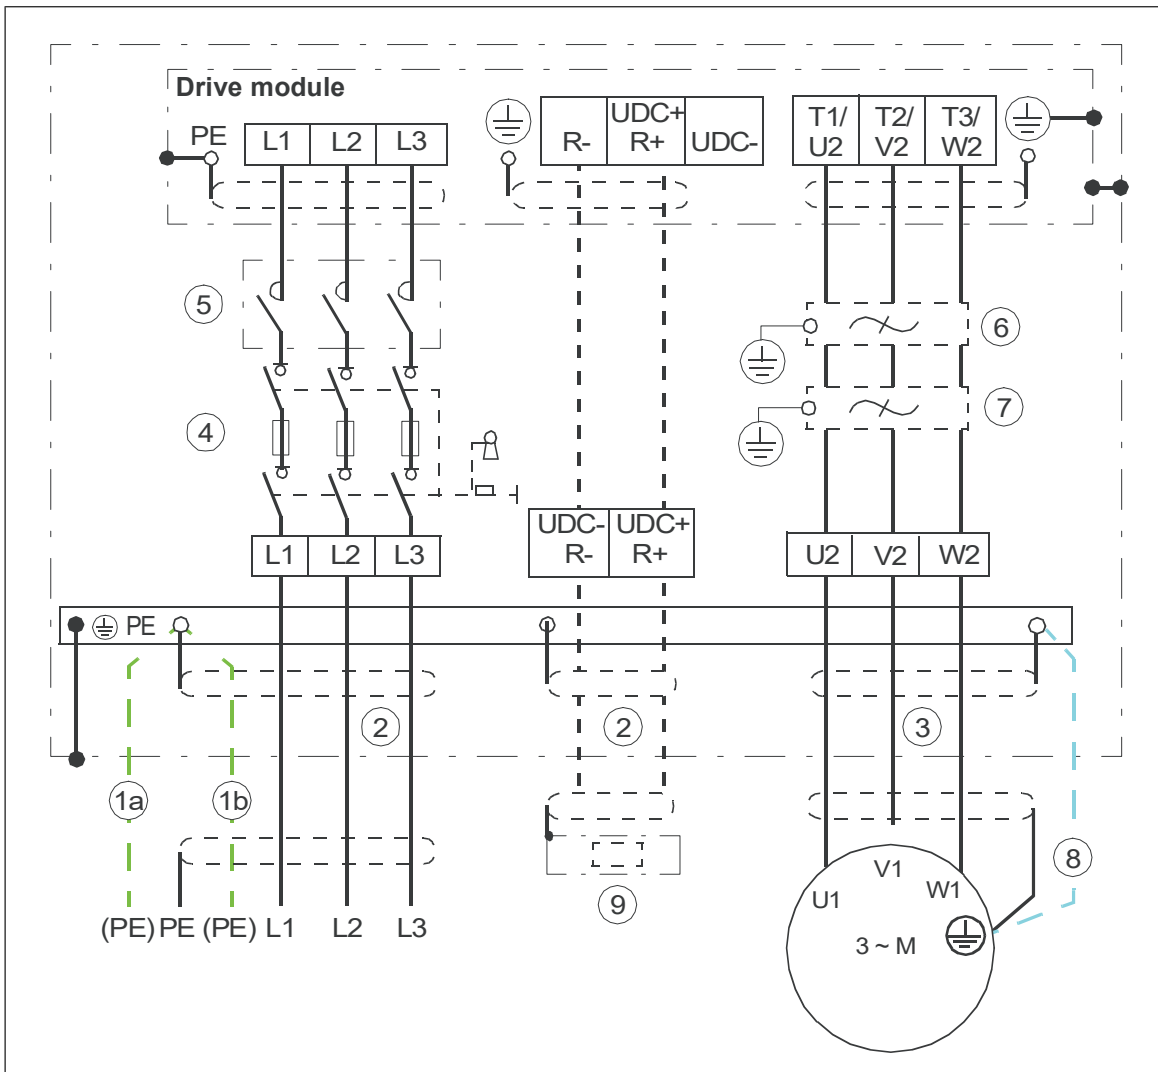 Drive module
PE
L1 L2 L3
R-
UDC+
R+
UDC-
T1/
U2
T2/
V2
T3/
W2
5
6
7
4
UDC-
R-
UDC+
R+
L1 L2 L3
U2 V2 W2
PE
2
2
3
1a
1b
8
9
V1
U1
W1
3 ~ M
(PE) PE (PE) L1 L2 L3